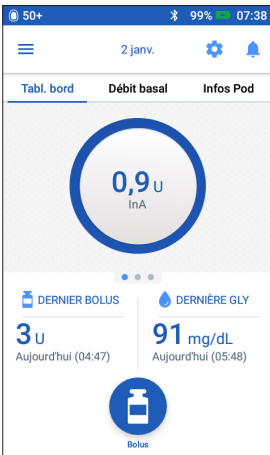 50+ 99% 07:38
2 janv.
Tabl. bord Débit basal Infos Pod
0,9 U
InA
DERNIER BOLUS DERNIÈRE GLY
3 U 91 mg/dL
Aujourd'hui (04:47) Aujourd'hui (05:48)
Bolus